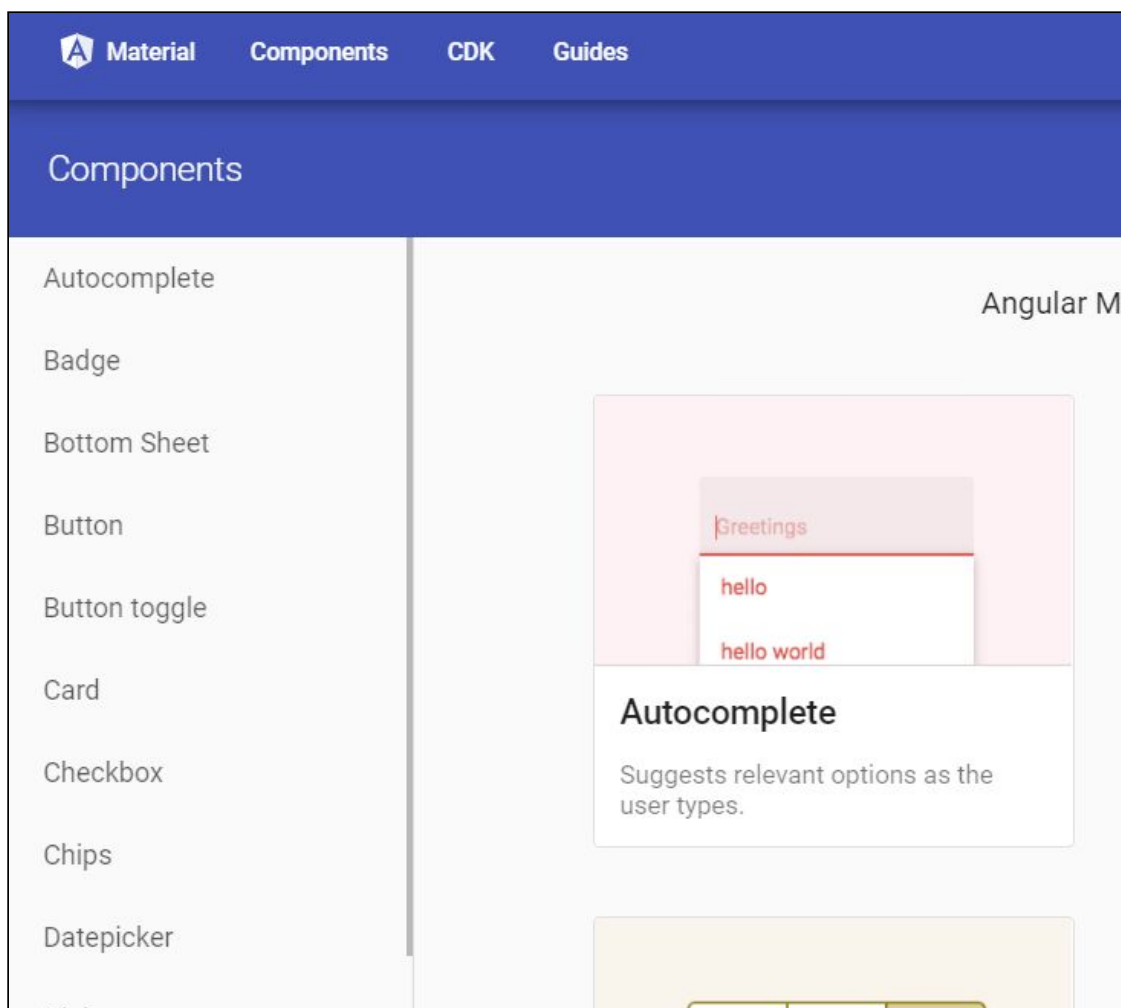 Material Components CDK Guides
Components
Autocomplete
Badge
Bottom Sheet
Button
Button toggle
Card
Checkbox
Chips
Datepicker
Angular M
Greetings
hello
hello world
Autocomplete
Suggests relevant options as the
user types.